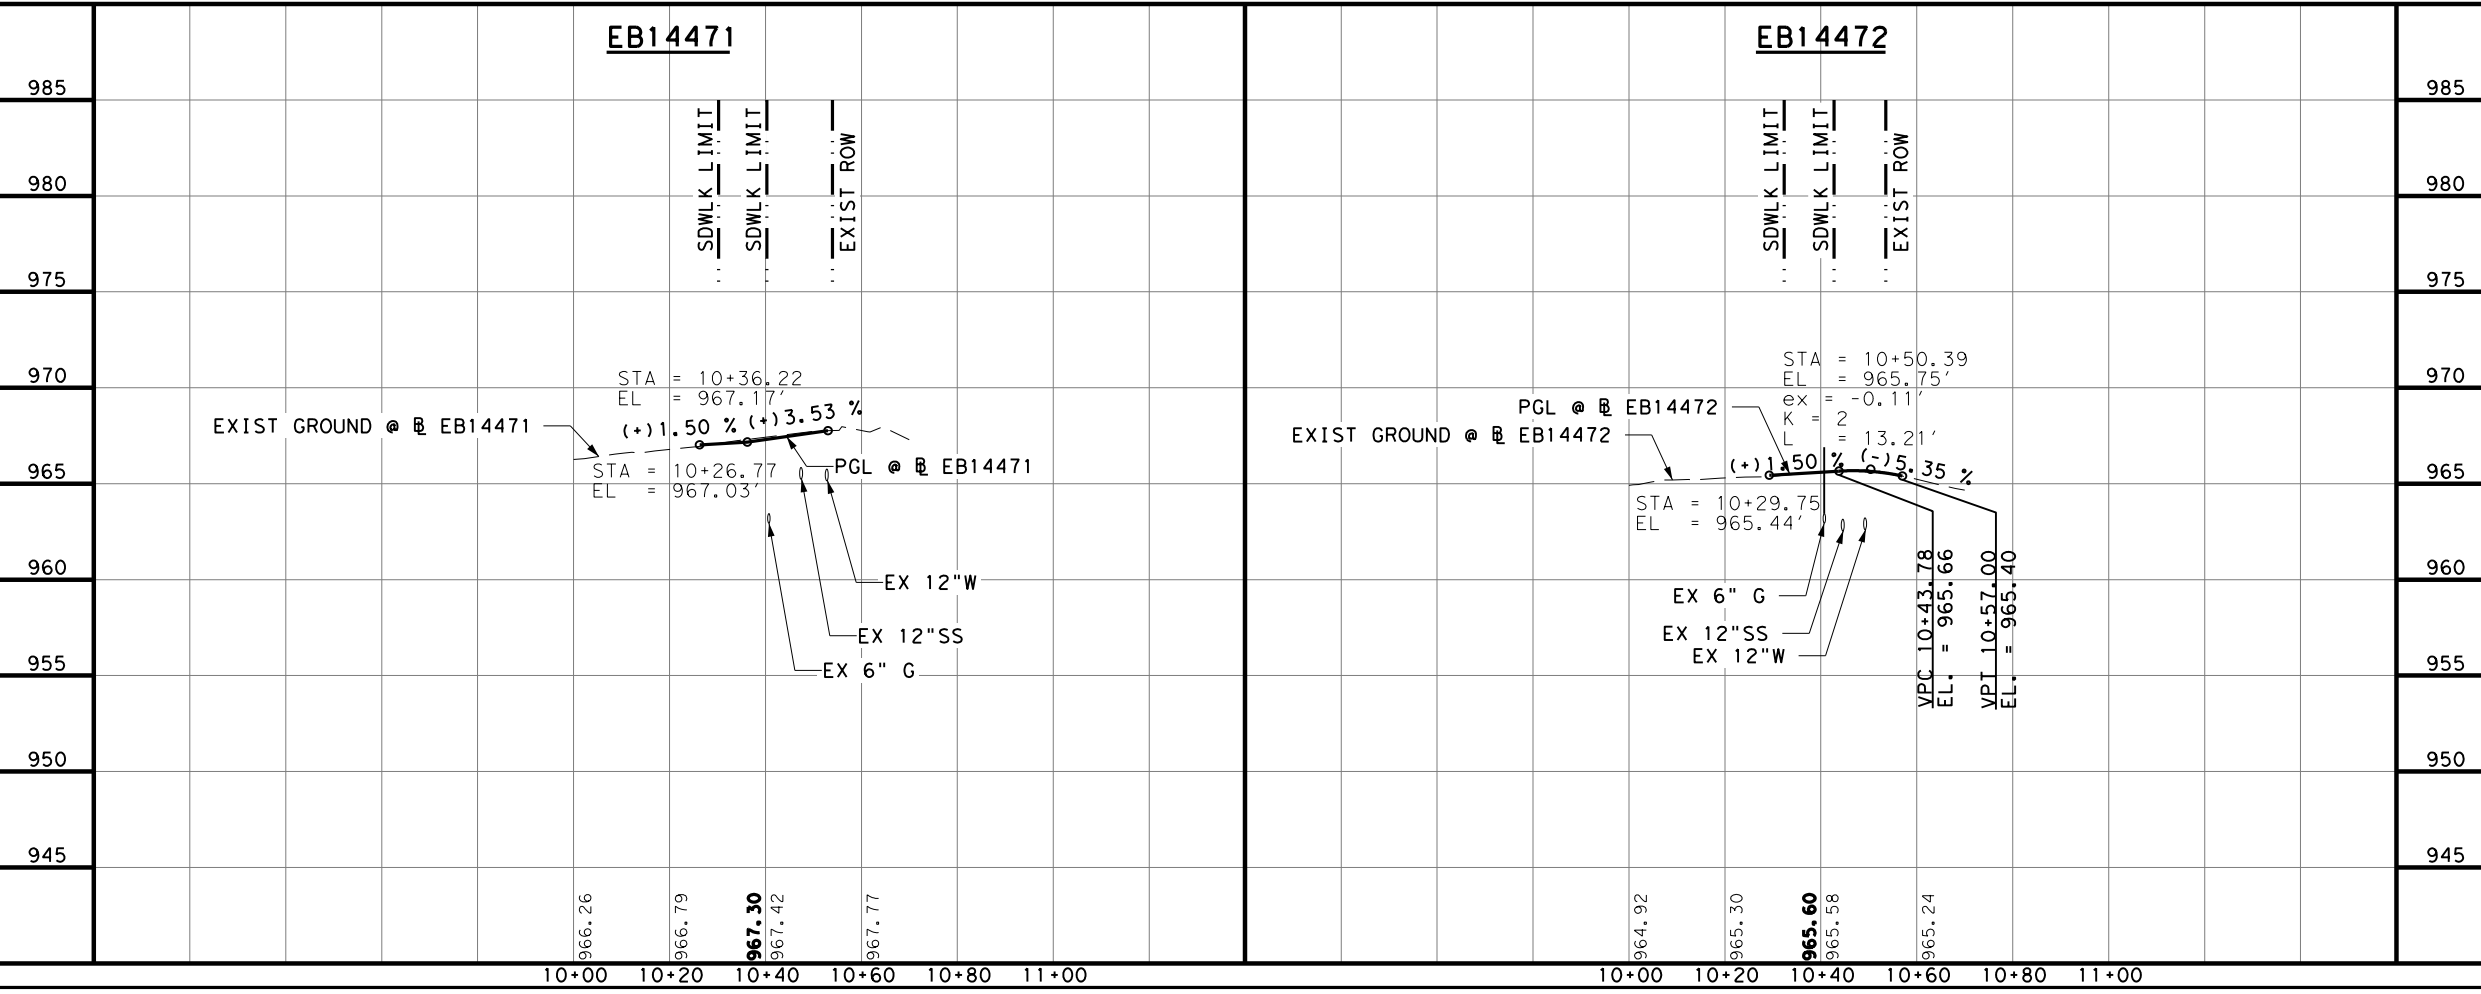 EB14471
EB14472
985
980
975
970
965
960
955
950
945
SDWLK LIMIT
SDWLK LIMIT
EXIST ROW
STA = 10+36.22
EL = 967.17'
(+)1.50 %
(+)3.53 %
EXIST GROUND @ BL EB14471
STA = 10+26.77
EL = 967.03'
PGL @ BL EB14471
EX 12"W
EX 12"SS
EX 6" G
966.26
966.79
967.30
967.42
967.77
10+00
10+20
10+40
10+60
10+80
11+00
SDWLK LIMIT
SDWLK LIMIT
EXIST ROW
STA = 10+50.39
EL = 965.75'
ex = -0.11'
K = 2
L = 13.21'
PGL @ BL EB14472
EXIST GROUND @ BL EB14472
(+)1.50 %
(-)5.35 %
STA = 10+29.75
EL = 965.44'
EX 6" G
EX 12"SS
EX 12"W
VPC 10+43.78
EL. = 965.66
VPT 10+57.00
EL. = 965.40
964.92
965.30
965.60
965.58
965.24
10+00
10+20
10+40
10+60
10+80
11+00
985
980
975
970
965
960
955
950
945